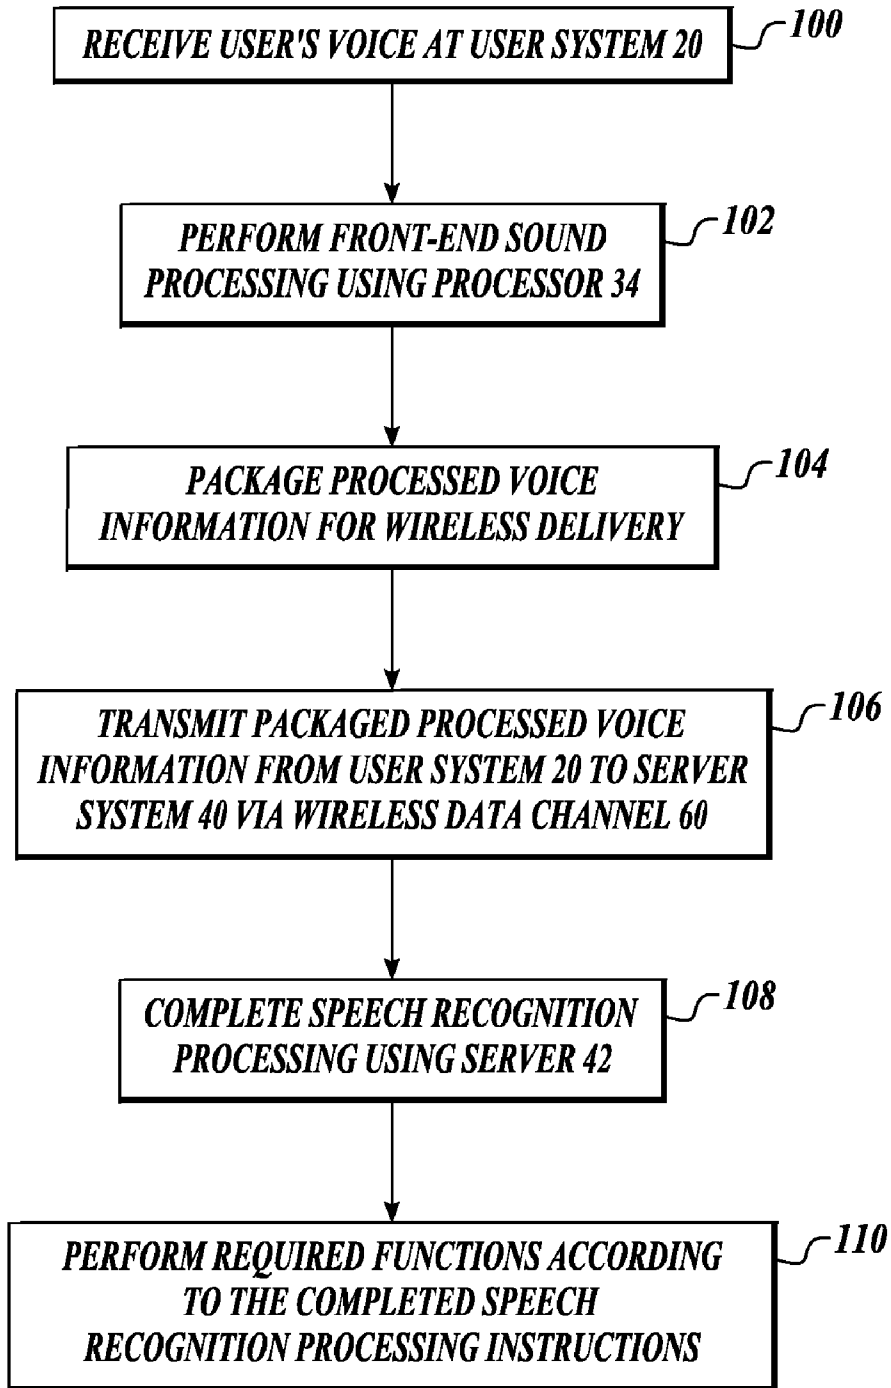 RECEIVE USER'S VOICE AT USER SYSTEM 20
100
PERFORM FRONT-END SOUND
PROCESSING USING PROCESSOR 34
102
PACKAGE PROCESSED VOICE
INFORMATION FOR WIRELESS DELIVERY
104
TRANSMIT PACKAGED PROCESSED VOICE
INFORMATION FROM USER SYSTEM 20 TO SERVER
SYSTEM 40 VIA WIRELESS DATA CHANNEL 60
106
COMPLETE SPEECH RECOGNITION
PROCESSING USING SERVER 42
108
PERFORM REQUIRED FUNCTIONS ACCORDING
TO THE COMPLETED SPEECH
RECOGNITION PROCESSING INSTRUCTIONS
110